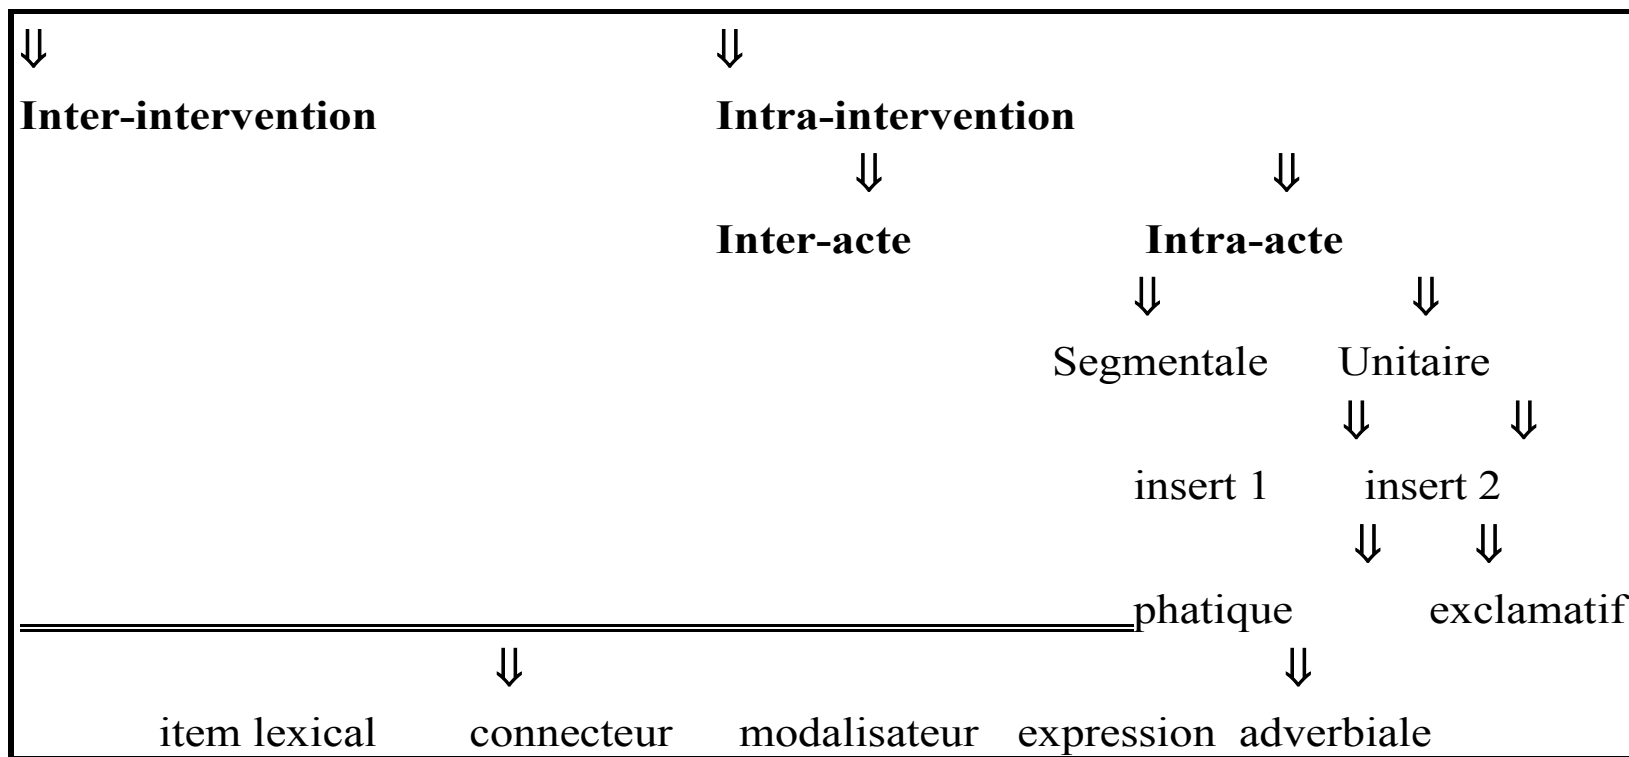 ⇓ ⇓
Inter-intervention Intra-intervention
⇓ ⇓
Inter-acte Intra-acte
⇓ ⇓
Segmentale Unitaire
⇓ ⇓
insert 1 insert 2
⇓ ⇓
phatique exclamatif
⇓ ⇓
item lexical connecteur modalisateur expression adverbiale